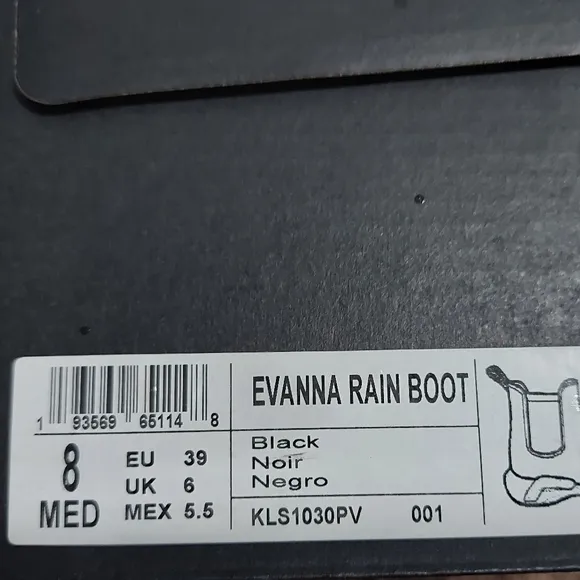 1 93569 65114 8
EVANNA RAIN BOOT
8 MED
EU 39
UK 6
MEX 5.5
Black
Noir
Negro
KLS1030PV 001